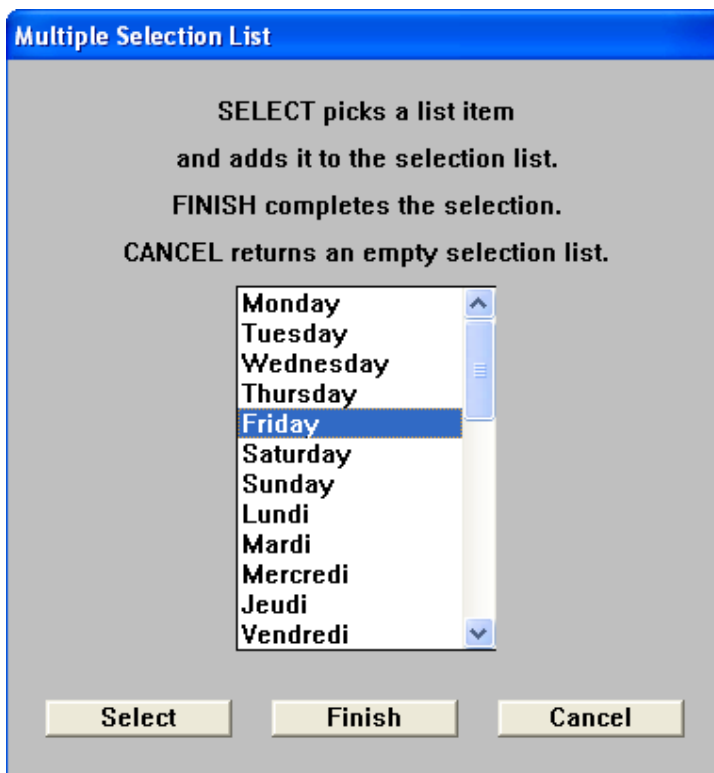 Multiple Selection List
SELECT picks a list item
and adds it to the selection list.
FINISH completes the selection.
CANCEL returns an empty selection list.
Monday
Tuesday
Wednesday
Thursday
Friday
Saturday
Sunday
Lundi
Mardi
Mercredi
Jeudi
Vendredi
Select Finish Cancel